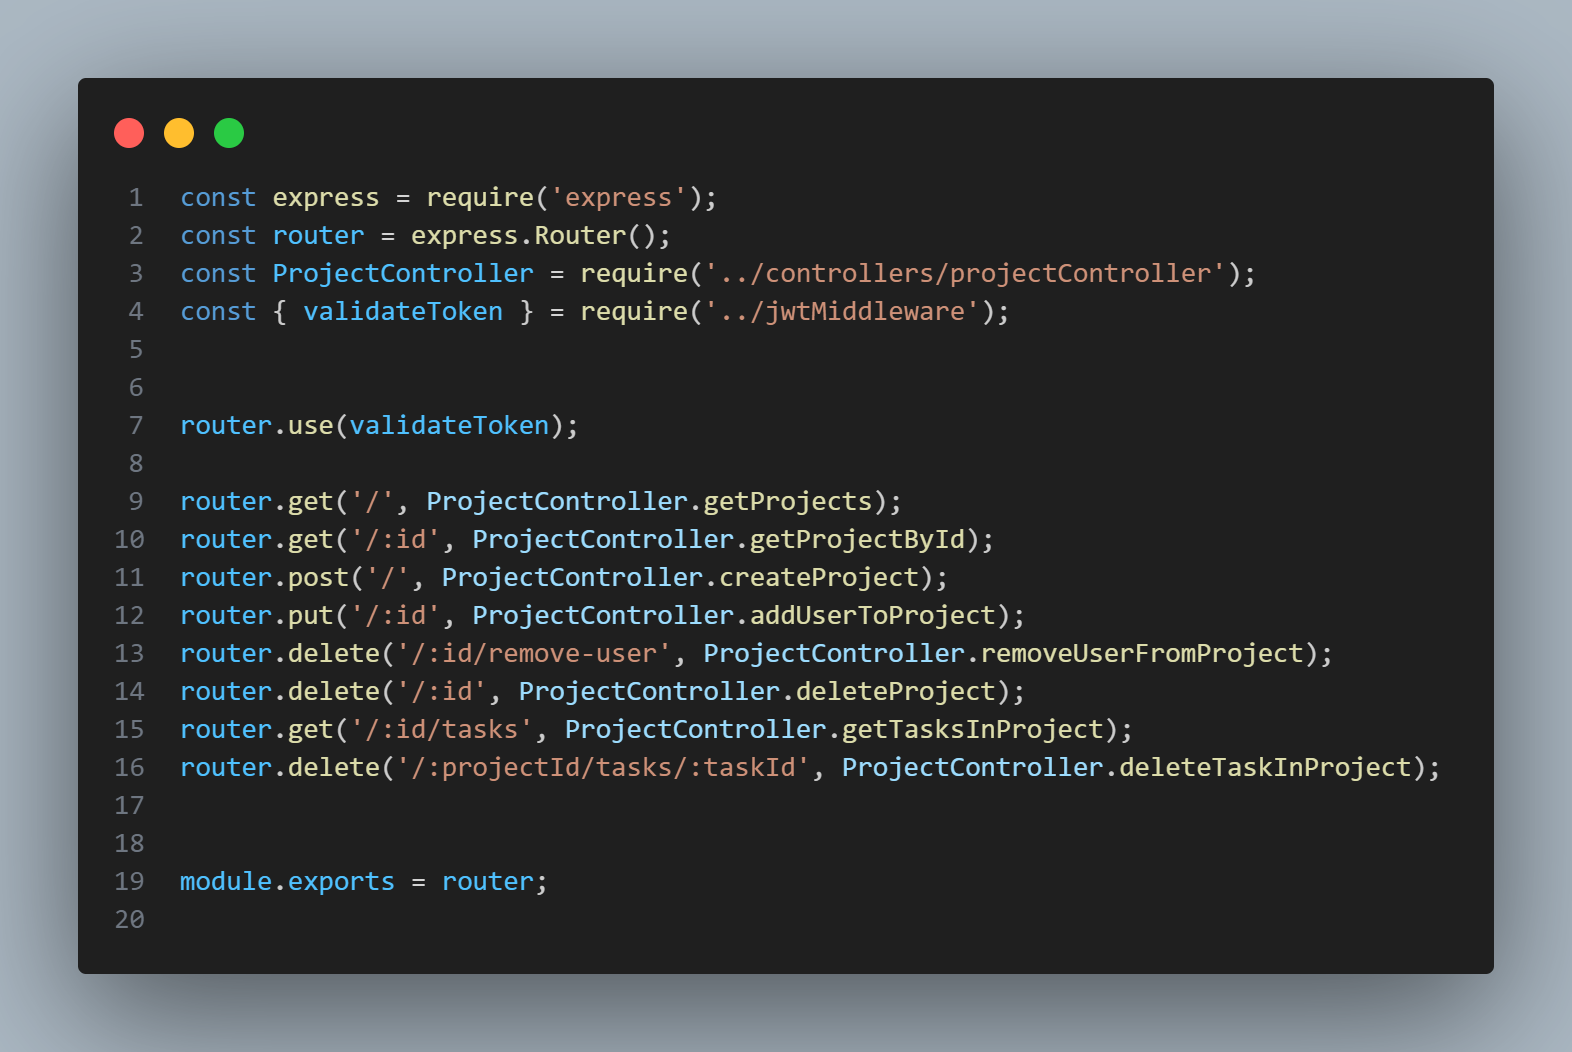 1 const express = require('express');
2 const router = express.Router();
3 const ProjectController = require('../controllers/projectController');
4 const { validateToken } = require('../jwtMiddleware');
5
6
7 router.use(validateToken);
8
9 router.get('/', ProjectController.getProjects);
10 router.get('/:id', ProjectController.getProjectById);
11 router.post('/', ProjectController.createProject);
12 router.put('/:id', ProjectController.addUserToProject);
13 router.delete('/:id/remove-user', ProjectController.removeUserFromProject);
14 router.delete('/:id', ProjectController.deleteProject);
15 router.get('/:id/tasks', ProjectController.getTasksInProject);
16 router.delete('/:projectId/tasks/:taskId', ProjectController.deleteTaskInProject);
17
18
19 module.exports = router;
20